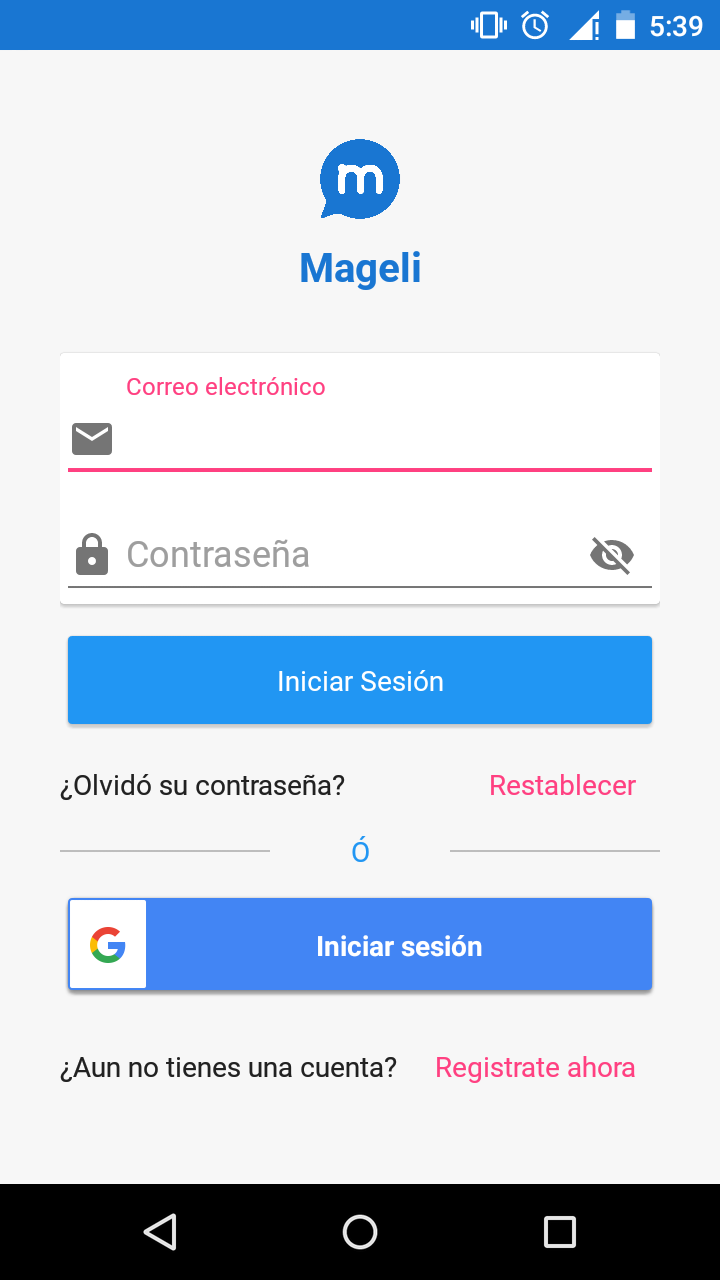 5:39
m
Mageli
Correo electrónico
Contraseña
Iniciar Sesión
¿Olvidó su contraseña? Restablecer
Ó
G Iniciar sesión
¿Aun no tienes una cuenta? Registrate ahora